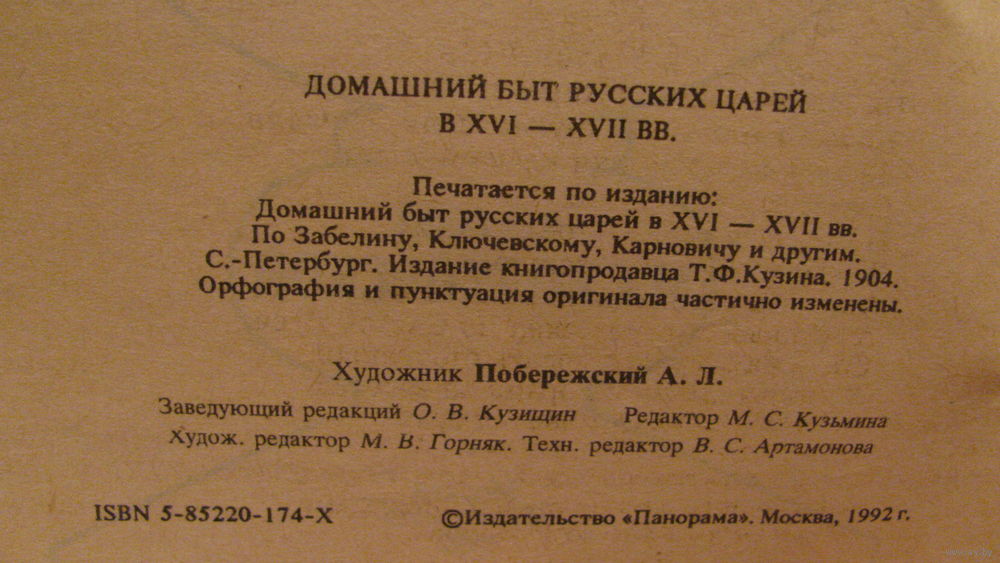 ДОМАШНИЙ БЫТ РУССКИХ ЦАРЕЙ
В XVI — XVII ВВ.
Печатается по изданию:
Домашний быт русских царей в XVI — XVII вв.
По Забелину, Ключевскому, Карновичу и другим.
С.-Петербург. Издание книгопродавца Т.Ф.Кузина. 1904.
Орфография и пунктуация оригинала частично изменены.
Художник Побережский А. Л.
Заведующий редакций О. В. Кузищин Редактор М. С. Кузьмина
Худож. редактор М. В. Горняк. Техн. редактор В. С. Артамонова
ISBN 5-85220-174-X ©Издательство «Панорама». Москва, 1992 г.